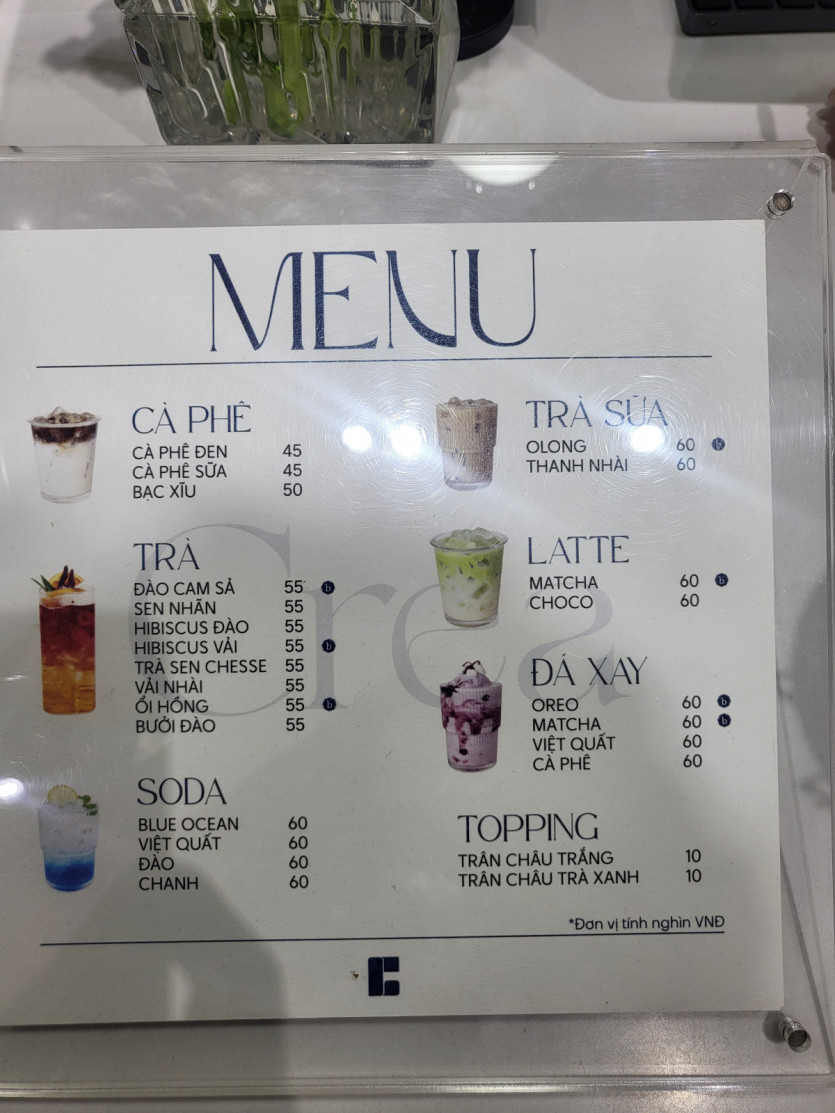 MENU
CÀ PHÊ
CÀ PHÊ ĐEN 45
CÀ PHÊ SỮA 45
BẠC XĨU 50
TRÀ
ĐÀO CAM SẢ 55 b
SEN NHÃN 55
HIBISCUS ĐÀO 55
HIBISCUS VẢI 55 b
TRÀ SEN CHESSE 55
VẢI NHÀI 55
ỔI HỒNG 55 b
BƯỞI ĐÀO 55
SODA
BLUE OCEAN 60
VIỆT QUẤT 60
ĐÀO 60
CHANH 60
TRÀ SỮA
OLONG 60 b
THANH NHÀI 60
LATTE
MATCHA 60 b
CHOCO 60
ĐÁ XAY
OREO 60 b
MATCHA 60 b
VIỆT QUẤT 60
CÀ PHÊ 60
TOPPING
TRÂN CHÂU TRẮNG 10
TRÂN CHÂU TRÀ XANH 10
*Đơn vị tính nghìn VNĐ
Crea